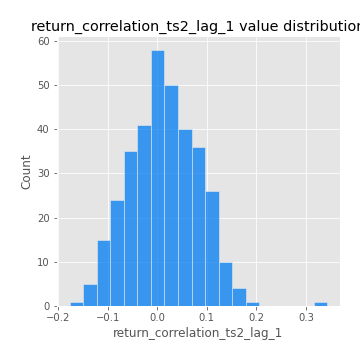 return_correlation_ts2_lag_1 value distribution
60
50
40
30
20
10
0
Count
−0.2 −0.1 0.0 0.1 0.2 0.3
return_correlation_ts2_lag_1